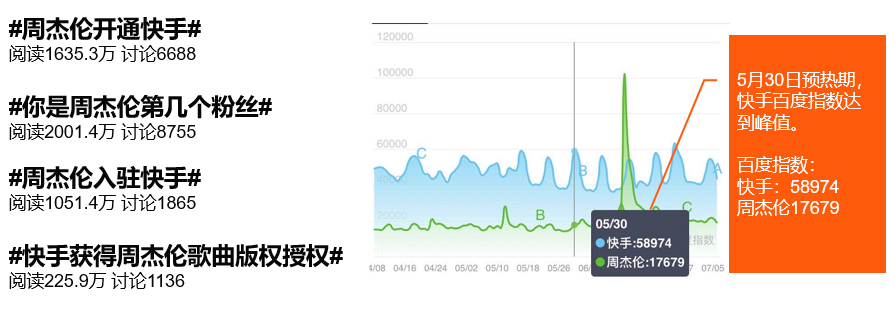 #周杰伦开通快手#
阅读1635.3万 讨论6688
#你是周杰伦第几个粉丝#
阅读2001.4万 讨论8755
#周杰伦入驻快手#
阅读1051.4万 讨论1865
#快手获得周杰伦歌曲版权授权#
阅读225.9万 讨论1136
120000
100000
80000
60000
40000
20000
C
B
A
B
C
指数
05/30
快手:58974
周杰伦:17679
4/08 04/16 04/24 05/02 05/10 05/18 05/26 07/05
5月30日预热期，
快手百度指数达
到峰值。
百度指数：
快手：58974
周杰伦17679